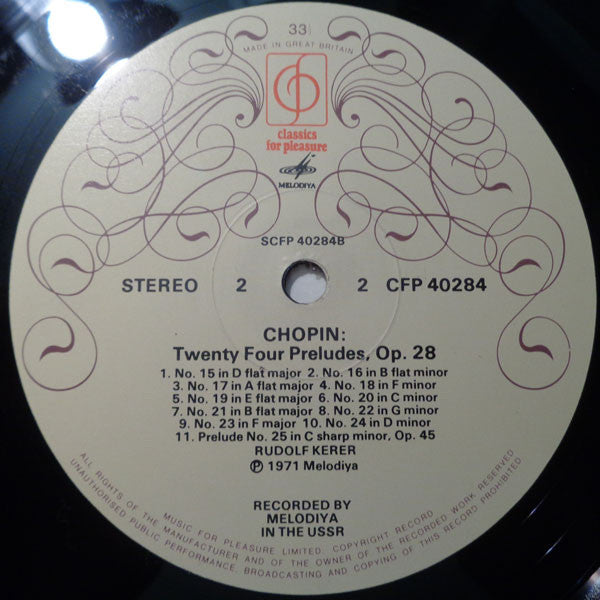 33⅓
MADE IN GREAT BRITAIN
cfp
classics
for pleasure
MELODIYA
SCFP 40284B
STEREO 2 2 CFP 40284
CHOPIN:
Twenty Four Preludes, Op. 28
1. No. 15 in D flat major 2. No. 16 in B flat minor
3. No. 17 in A flat major 4. No. 18 in F minor
5. No. 19 in E flat major 6. No. 20 in C minor
7. No. 21 in B flat major 8. No. 22 in G minor
9. No. 23 in F major 10. No. 24 in D minor
11. Prelude No. 25 in C sharp minor, Op. 45
RUDOLF KERER
℗ 1971 Melodiya
RECORDED BY
MELODIYA
IN THE USSR
MUSIC FOR PLEASURE LIMITED. COPYRIGHT RECORD
ALL RIGHTS OF THE MANUFACTURER AND OF THE OWNER OF THE RECORDED WORK RESERVED
UNAUTHORISED PUBLIC PERFORMANCE, BROADCASTING AND COPYING OF THIS RECORD PROHIBITED